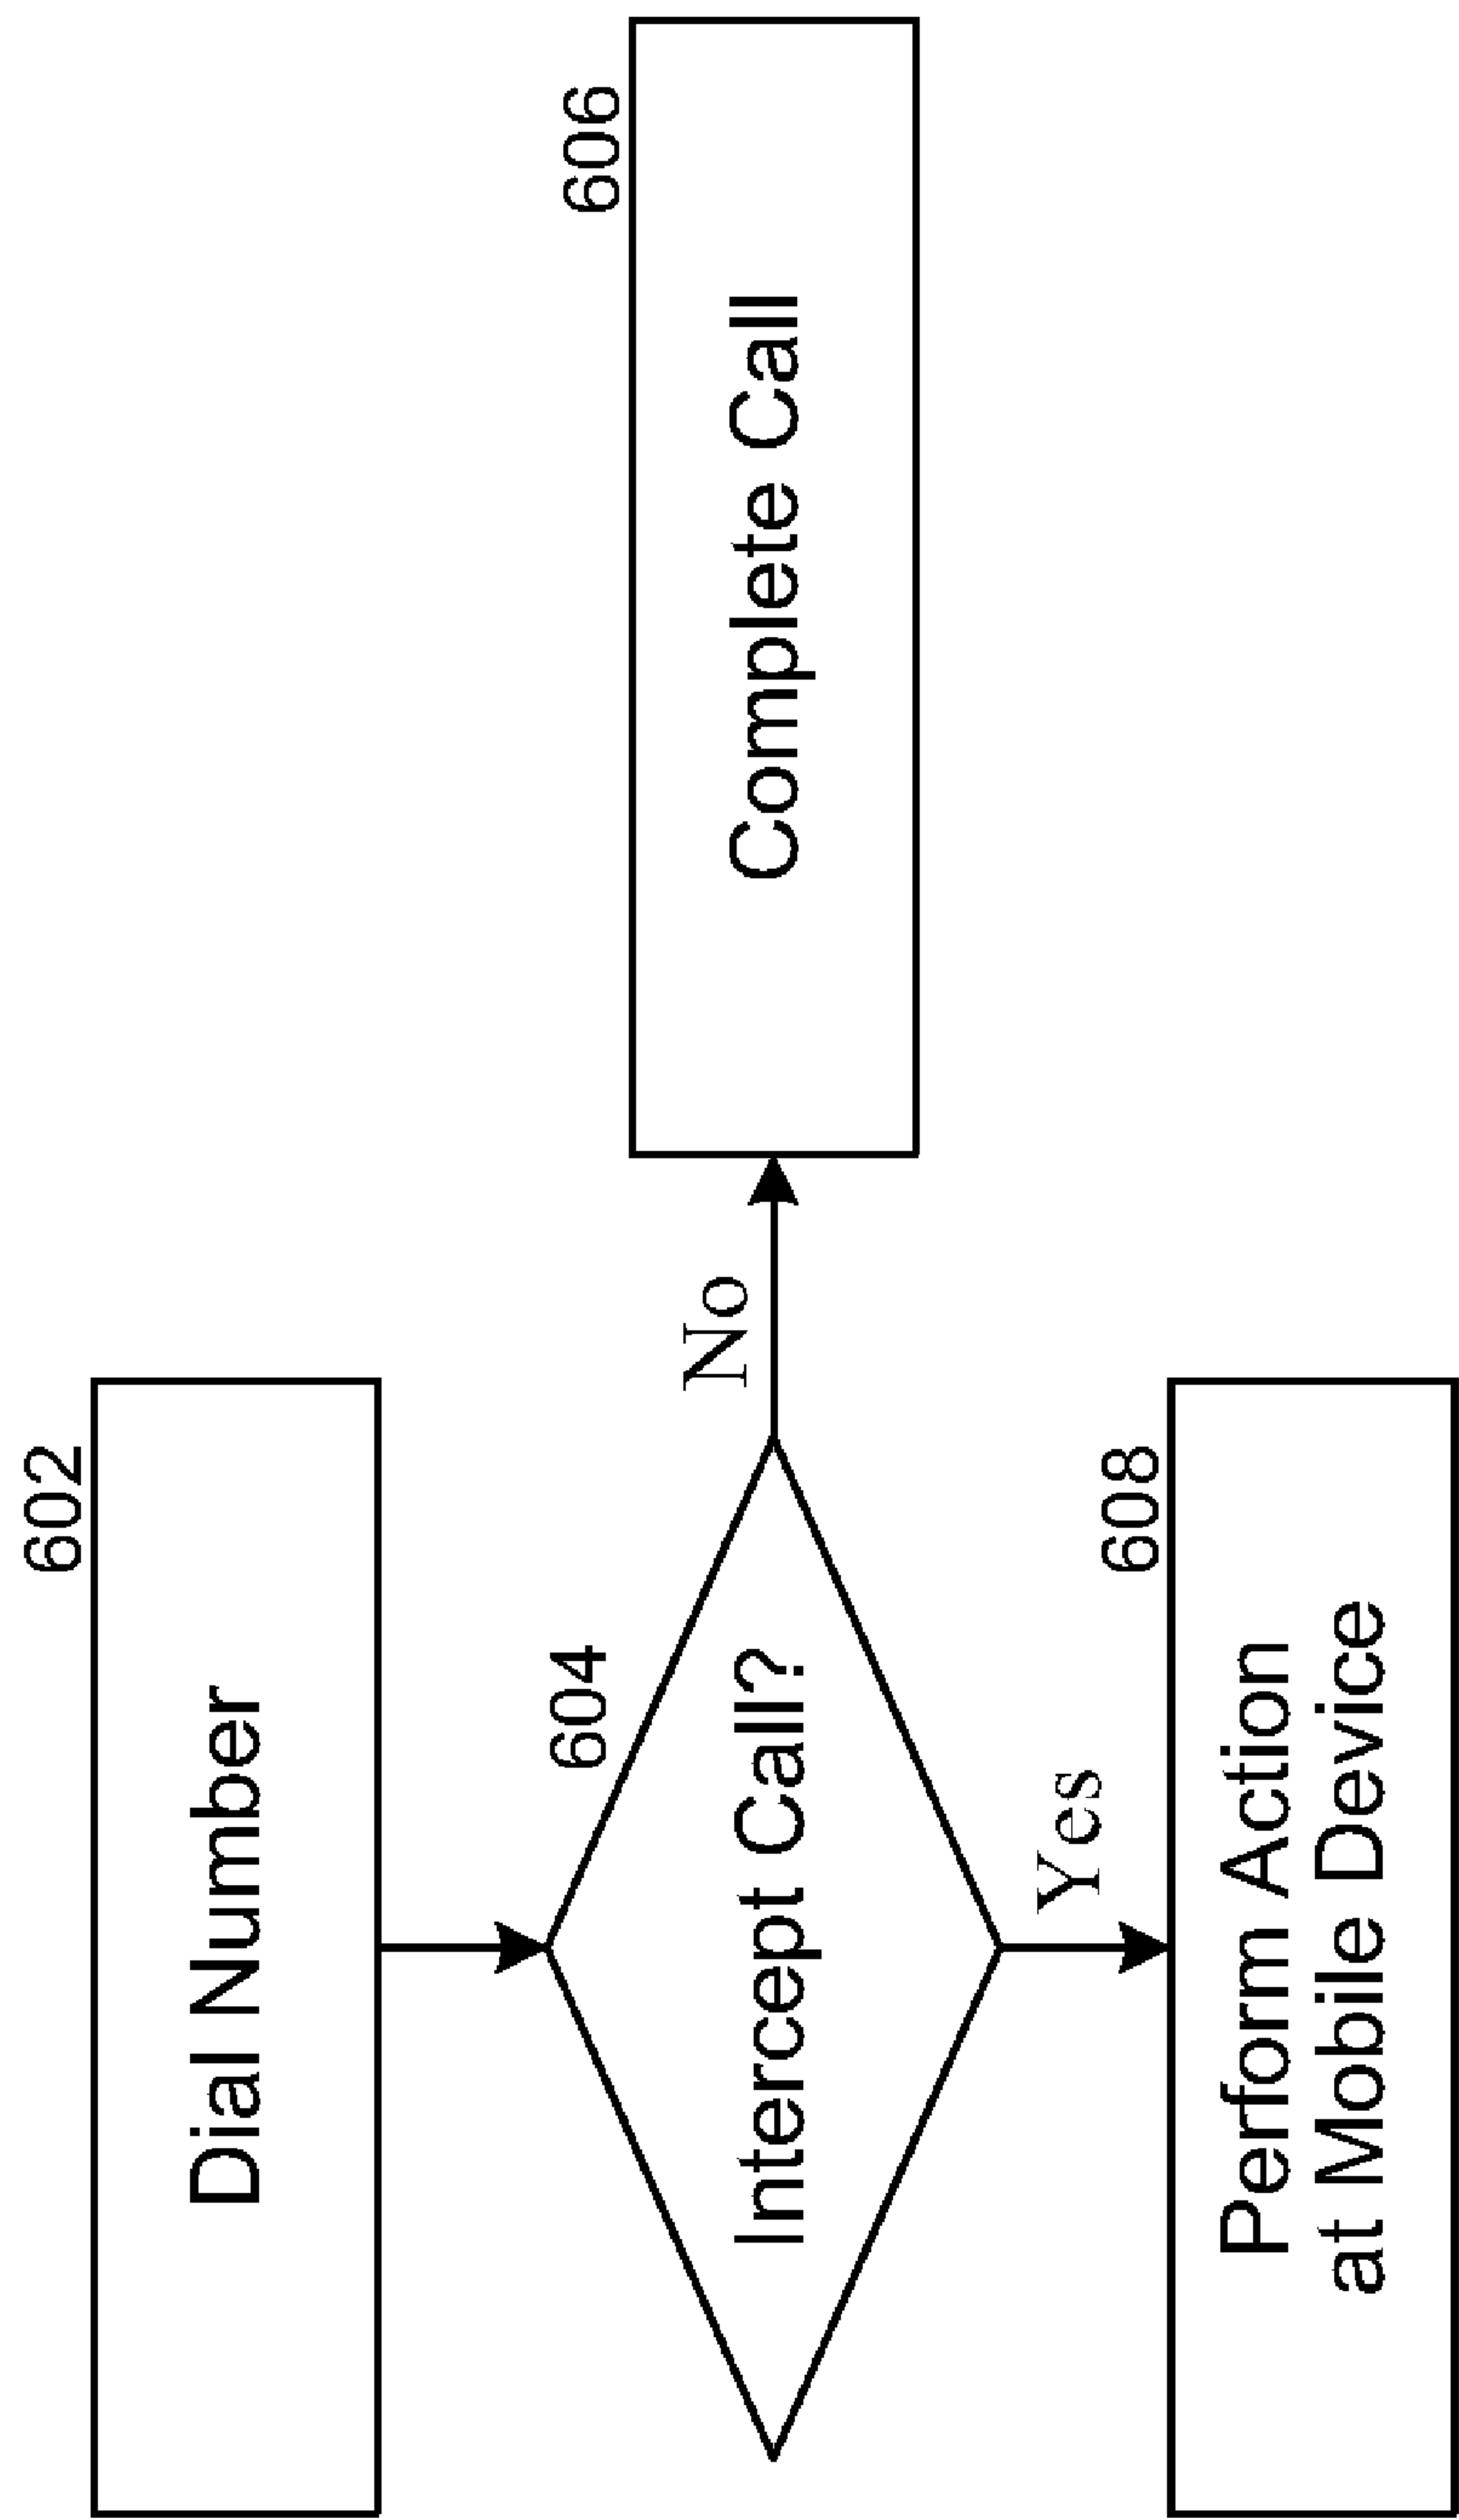 602
Dial Number
604
Intercept Call?
No
606
Complete Call
Yes
608
Perform Action
at Mobile Device